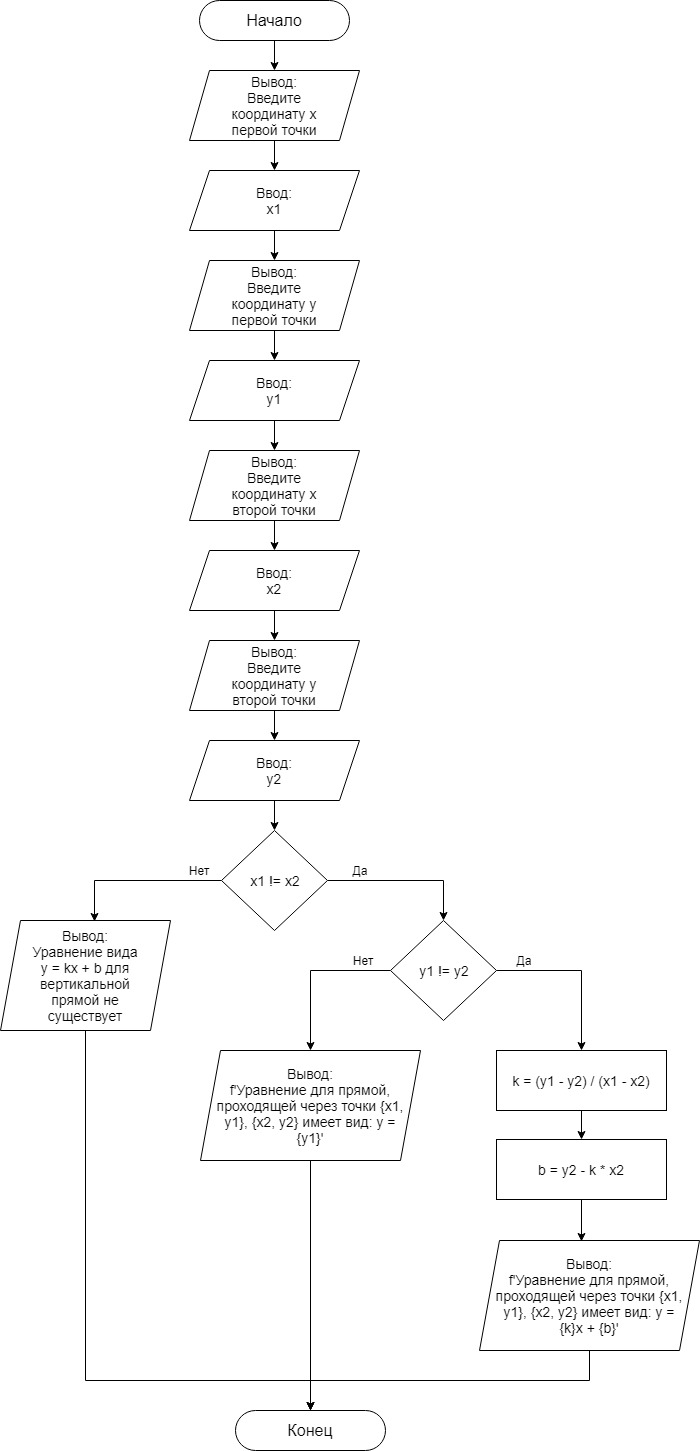 Начало
Вывод:
Введите
координату x
первой точки
Ввод:
x1
Вывод:
Введите
координату y
первой точки
Ввод:
y1
Вывод:
Введите
координату x
второй точки
Ввод:
x2
Вывод:
Введите
координату y
второй точки
Ввод:
y2
x1 != x2
Нет
Да
Вывод:
Уравнение вида
y = kx + b для
вертикальной
прямой не
существует
y1 != y2
Нет
Да
Вывод:
f'Уравнение для прямой,
проходящей через точки {x1,
y1}, {x2, y2} имеет вид: y =
{y1}'
k = (y1 - y2) / (x1 - x2)
b = y2 - k * x2
Вывод:
f'Уравнение для прямой,
проходящей через точки {x1,
y1}, {x2, y2} имеет вид: y =
{k}x + {b}'
Конец